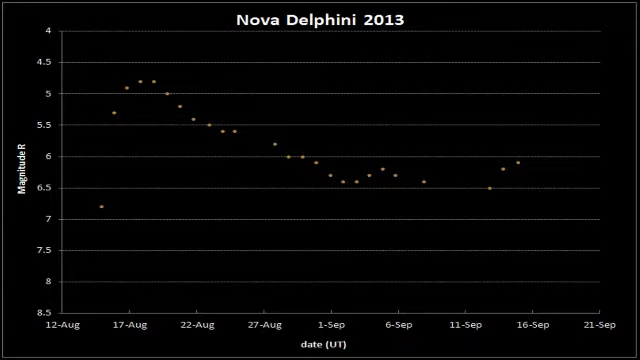 Nova Delphini 2013
4
4.5
5
5.5
6
6.5
7
7.5
8
8.5
Magnitude R
12-Aug 17-Aug 22-Aug 27-Aug 1-Sep 6-Sep 11-Sep 16-Sep 21-Sep
date (UT)